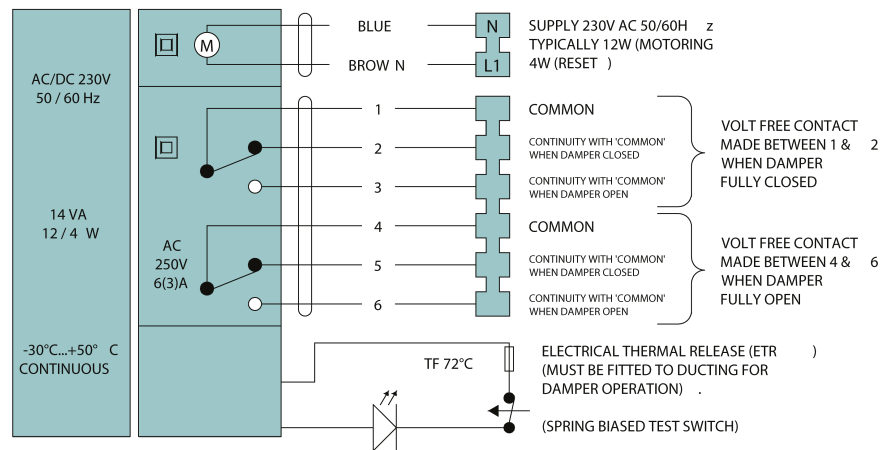 AC/DC 230V
50 / 60 Hz
14 VA
12 / 4 W
-30°C...+50° C
CONTINUOUS
M
AC
250V
6(3)A
BLUE
BROW N
N
L1
SUPPLY 230V AC 50/60H z
TYPICALLY 12W (MOTORING
4W (RESET )
1
2
3
4
5
6
COMMON
CONTINUITY WITH 'COMMON'
WHEN DAMPER CLOSED
CONTINUITY WITH 'COMMON'
WHEN DAMPER OPEN
COMMON
CONTINUITY WITH 'COMMON'
WHEN DAMPER CLOSED
CONTINUITY WITH 'COMMON'
WHEN DAMPER OPEN
VOLT FREE CONTACT
MADE BETWEEN 1 & 2
WHEN DAMPER
FULLY CLOSED
VOLT FREE CONTACT
MADE BETWEEN 4 & 6
WHEN DAMPER
FULLY OPEN
TF 72°C
ELECTRICAL THERMAL RELEASE (ETR )
(MUST BE FITTED TO DUCTING FOR
DAMPER OPERATION) .
(SPRING BIASED TEST SWITCH)